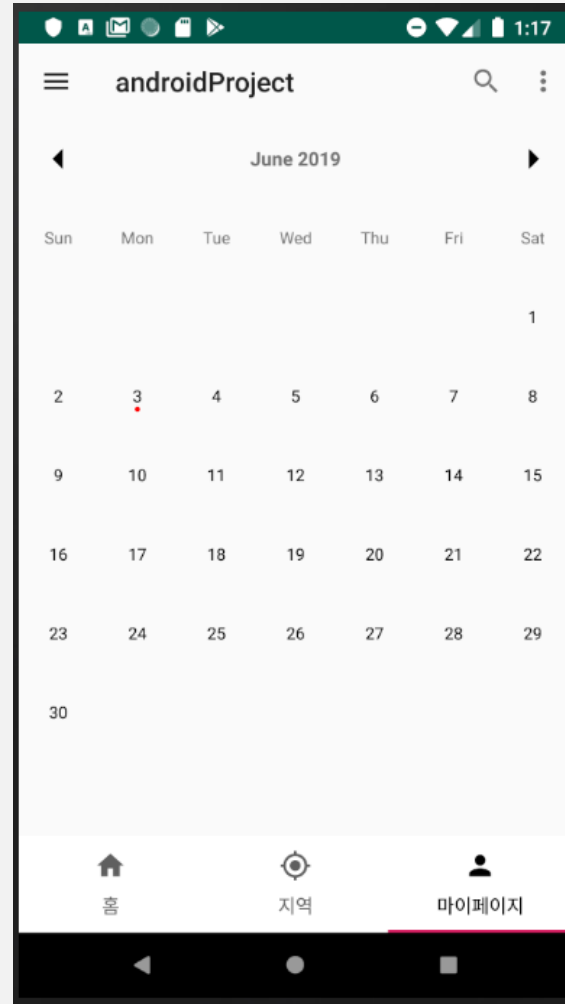 1:17
androidProject
June 2019
Sun Mon Tue Wed Thu Fri Sat
1
2 3 4 5 6 7 8
9 10 11 12 13 14 15
16 17 18 19 20 21 22
23 24 25 26 27 28 29
30
홈 지역 마이페이지